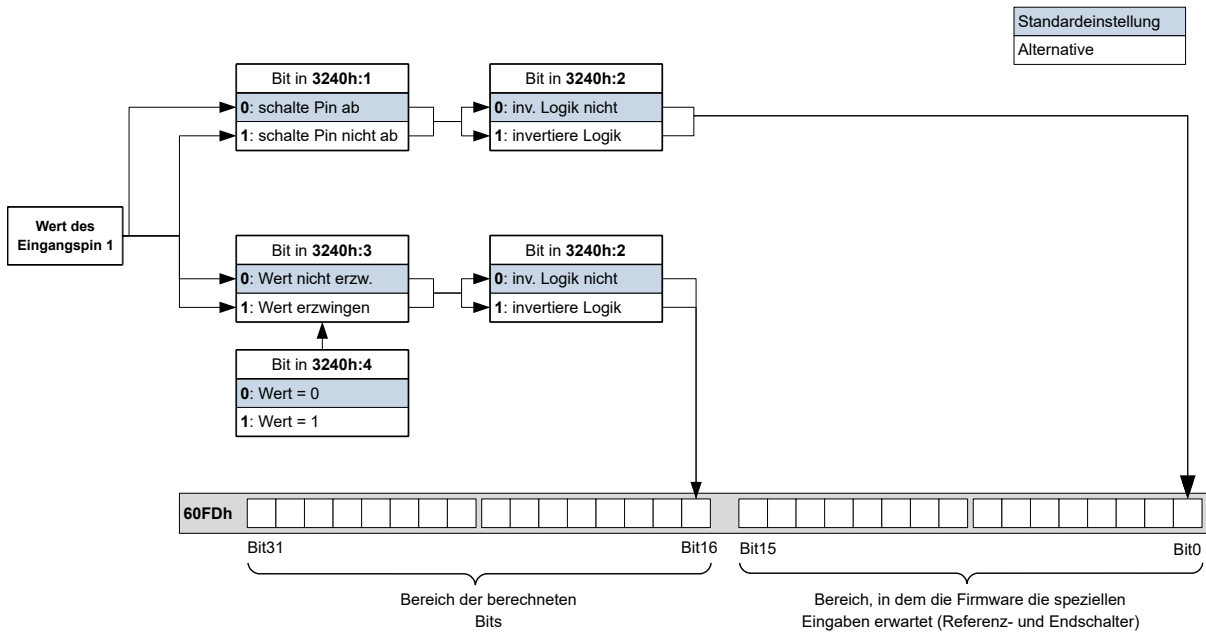 Standardeinstellung
Alternative
Bit in 3240h:1
0: schalte Pin ab
1: schalte Pin nicht ab
Bit in 3240h:2
0: inv. Logik nicht
1: invertiere Logik
Wert des
Eingangspin 1
Bit in 3240h:3
0: Wert nicht erzw.
1: Wert erzwingen
Bit in 3240h:2
0: inv. Logik nicht
1: invertiere Logik
Bit in 3240h:4
0: Wert = 0
1: Wert = 1
60FDh
Bit31
Bit16
Bit15
Bit0
Bereich der berechneten
Bits
Bereich, in dem die Firmware die speziellen
Eingaben erwartet (Referenz- und Endschalter)